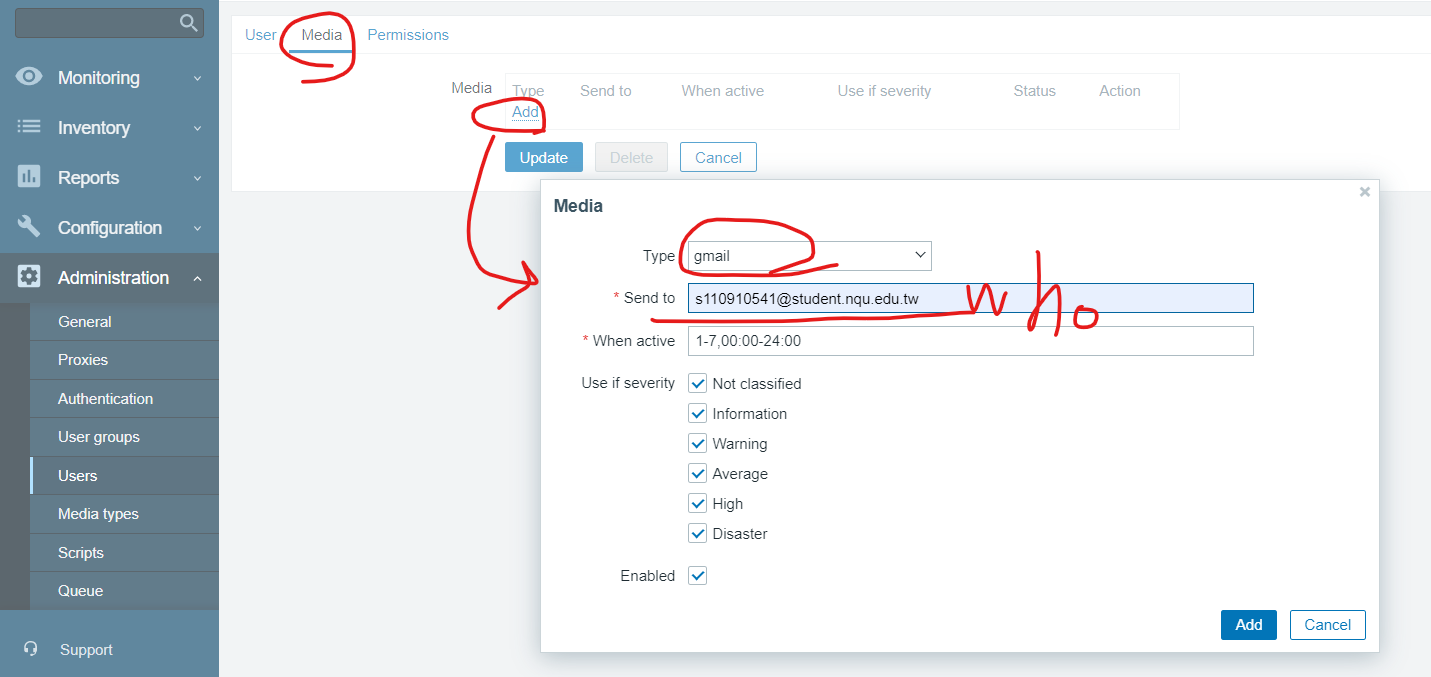 User Media Permissions
Monitoring
Inventory
Reports
Configuration
Administration
General
Proxies
Authentication
User groups
Users
Media types
Scripts
Queue
Support
Media Type Send to When active Use if severity Status Action
Add
Update Delete Cancel
Media
Type gmail
* Send to s110910541@student.nqu.edu.tw who
* When active 1-7,00:00-24:00
Use if severity Not classified
Information
Warning
Average
High
Disaster
Enabled
Add Cancel